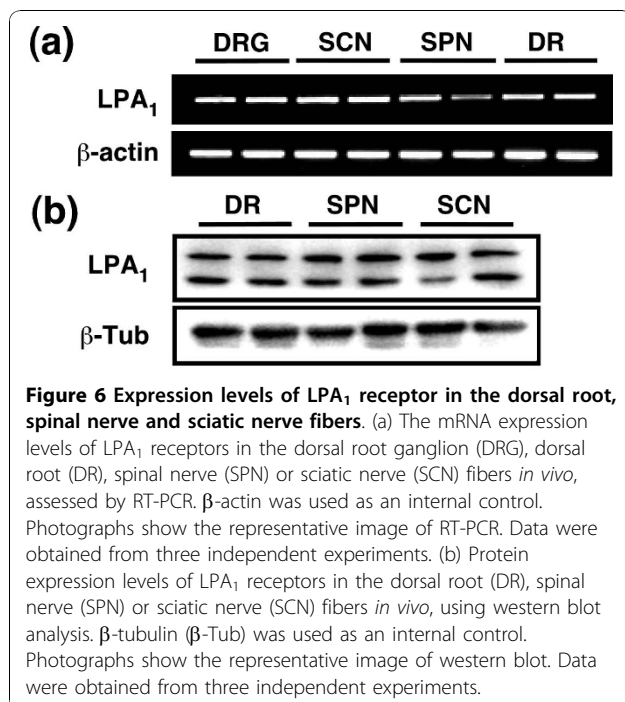 (a)
DRG SCN SPN DR
LPA₁
β-actin
(b)
DR SPN SCN
LPA₁
β-Tub
Figure 6 Expression levels of LPA₁ receptor in the dorsal root,
spinal nerve and sciatic nerve fibers. (a) The mRNA expression
levels of LPA₁ receptors in the dorsal root ganglion (DRG), dorsal
root (DR), spinal nerve (SPN) or sciatic nerve (SCN) fibers in vivo,
assessed by RT-PCR. β-actin was used as an internal control.
Photographs show the representative image of RT-PCR. Data were
obtained from three independent experiments. (b) Protein
expression levels of LPA₁ receptors in the dorsal root (DR), spinal
nerve (SPN) or sciatic nerve (SCN) fibers in vivo, using western blot
analysis. β-tubulin (β-Tub) was used as an internal control.
Photographs show the representative image of western blot. Data
were obtained from three independent experiments.